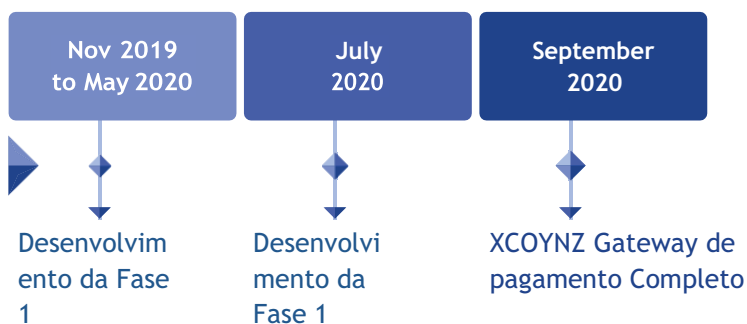 Nov 2019
to May 2020
July
2020
September
2020
Desenvolvim
ento da Fase
1
Desenvolvi
mento da
Fase 1
XCOYNZ Gateway de
pagamento Completo